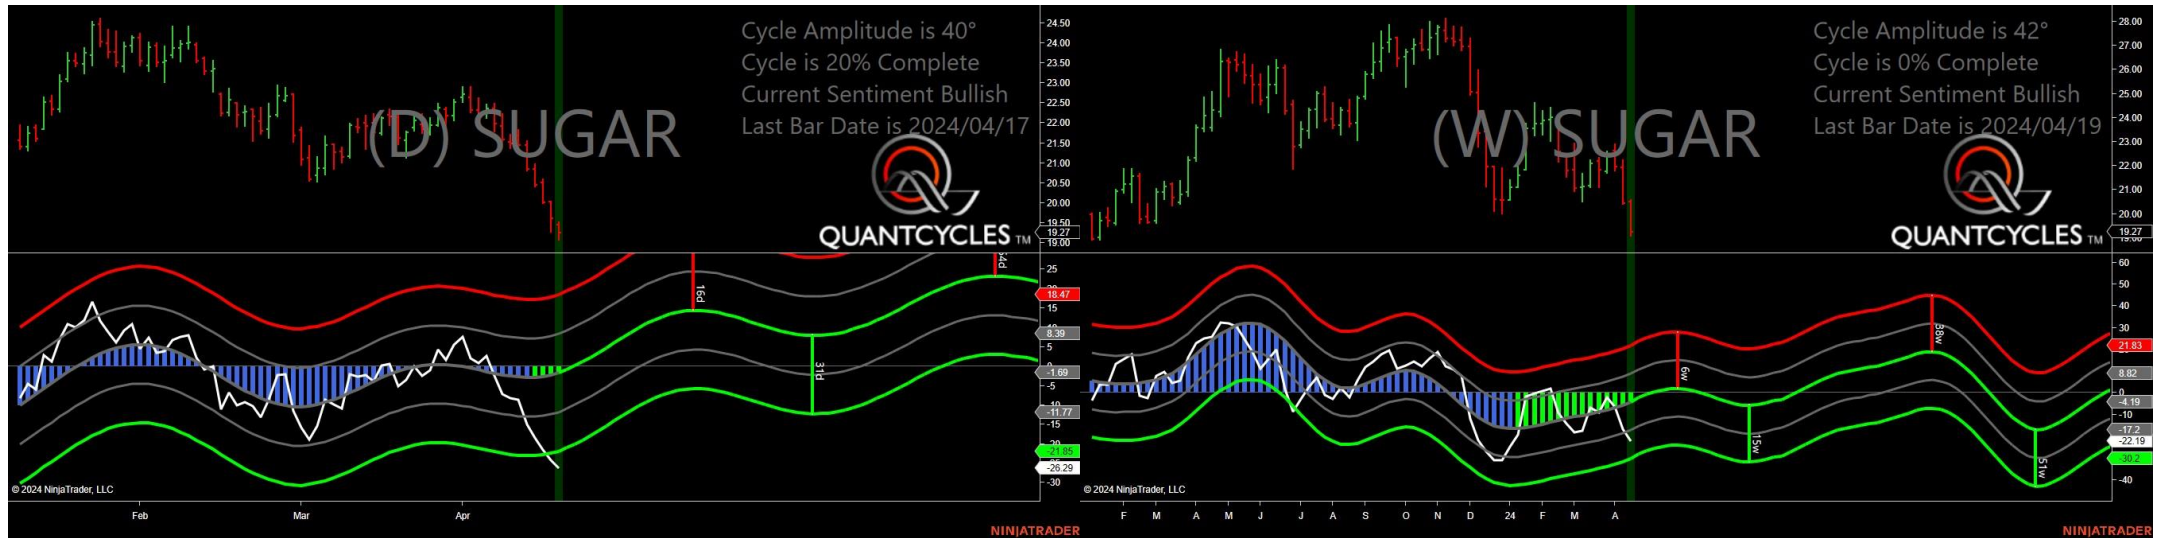 Cycle Amplitude is 40°
Cycle is 20% Complete
Current Sentiment Bullish
Last Bar Date is 2024/04/17
(D) SUGAR
QUANTCYCLES TM
24.50
24.00
23.50
23.00
22.50
22.00
21.50
21.00
20.50
20.00
19.50
19.27
19.00
16d
31d
25
18.47
15
8.39
5
-1.69
-5
-11.77
-15
-21.85
-26.29
-30
© 2024 NinjaTrader, LLC
Feb Mar Apr
NINJATRADER
Cycle Amplitude is 42°
Cycle is 0% Complete
Current Sentiment Bullish
Last Bar Date is 2024/04/19
(W) SUGAR
QUANTCYCLES TM
28.00
27.00
26.00
25.00
24.00
23.00
22.00
21.00
20.00
19.27
6w
15w
38w
51w
60
50
40
30
21.83
8.82
0
-4.19
-10
-17.2
-22.19
-30.2
-40
© 2024 NinjaTrader, LLC
F M A M J J A S O N D 24 F M A
NINJATRADER